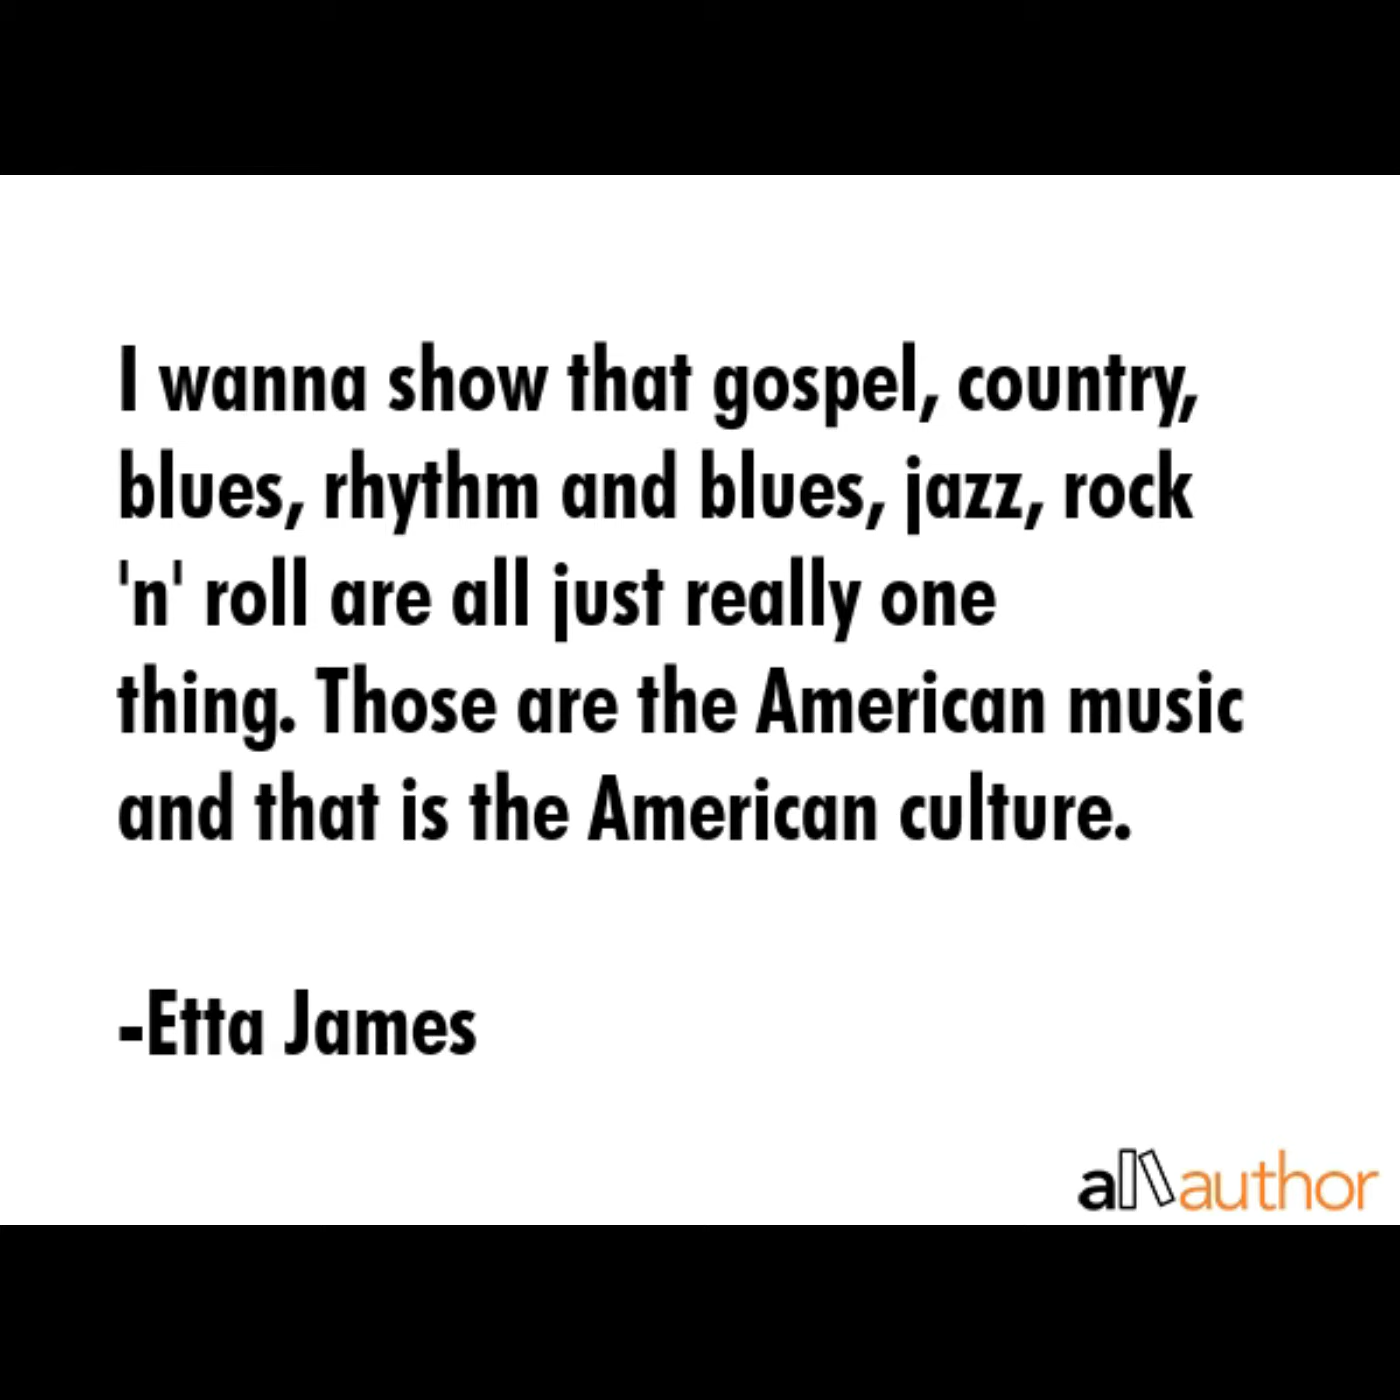 I wanna show that gospel, country,
blues, rhythm and blues, jazz, rock
'n' roll are all just really one
thing. Those are the American music
and that is the American culture.
-Etta James
allauthor